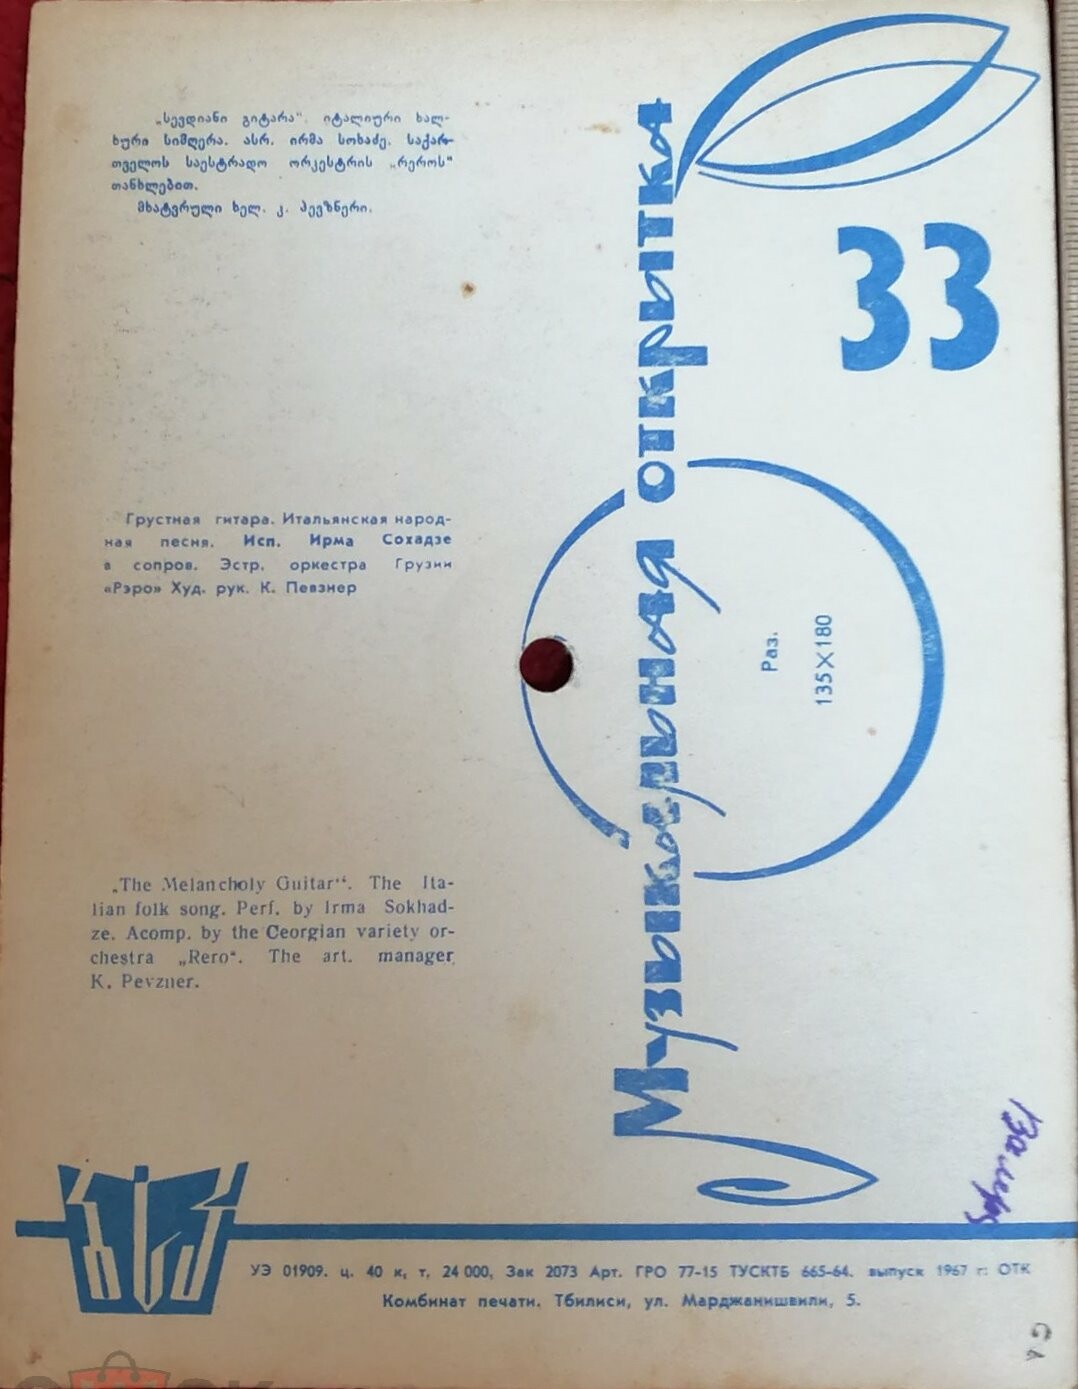 „სევდიანი გიტარა“. იტალიური ხალ-
ხური სიმღერა. ასრ. ირმა სოხაძე. საქარ-
თველოს საესტრადო ორკესტრის „რეროს“
თანხლებით.
მხატვრული ხელ. კ. პევზნერი.
Музыкальная открытка
33
Грустная гитара. Итальянская народ-
ная песня. Исп. Ирма Сохадзе
в сопров. Эстр. оркестра Грузии
«Рэро» Худ. рук. К. Певзнер
Раз.
135X180
„The Melancholy Guitar“. The Ita-
lian folk song. Perf. by Irma Sokhad-
ze. Acomp. by the Ceorgian variety or-
chestra „Rero“. The art. manager
K. Pevzner.
УЭ 01909. ц. 40 к, т. 24 000, Зак 2073 Арт. ГРО 77-15 ТУСКТБ 665-64. выпуск 1967 г. ОТК
Комбинат печати. Тбилиси, ул. Марджанишвили, 5.